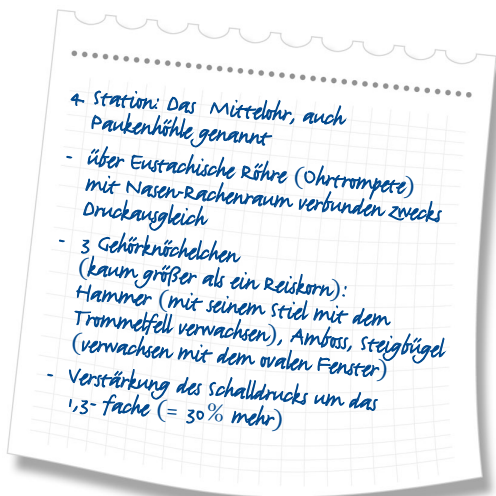 4. Station: Das Mittelohr, auch
Paukenhöhle genannt
- über Eustachische Röhre (Ohrtrompete)
mit Nasen-Rachenraum verbunden zwecks
Druckausgleich
- 3 Gehörknöchelchen
(kaum größer als ein Reiskorn):
Hammer (mit seinem Stiel mit dem
Trommelfell verwachsen), Amboss, Steigbügel
(verwachsen mit dem ovalen Fenster)
- Verstärkung des Schalldrucks um das
1,3- fache (= 30% mehr)